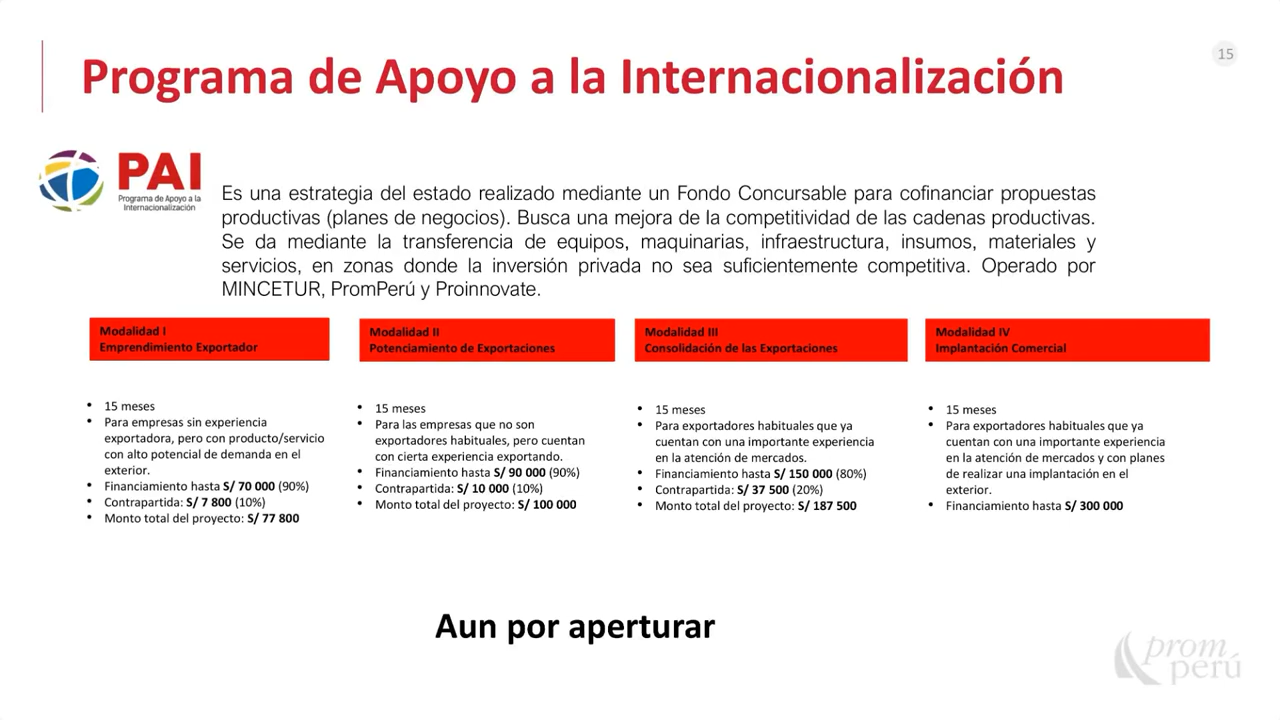 15
Programa de Apoyo a la Internacionalización
PAI
Programa de Apoyo a la
Internacionalización
Es una estrategia del estado realizado mediante un Fondo Concursable para cofinanciar propuestas
productivas (planes de negocios). Busca una mejora de la competitividad de las cadenas productivas.
Se da mediante la transferencia de equipos, maquinarias, infraestructura, insumos, materiales y
servicios, en zonas donde la inversión privada no sea suficientemente competitiva. Operado por
MINCETUR, PromPerú y Proinnovate.
Modalidad I
Emprendimiento Exportador
• 15 meses
• Para empresas sin experiencia
exportadora, pero con producto/servicio
con alto potencial de demanda en el
exterior.
• Financiamiento hasta S/ 70 000 (90%)
• Contrapartida: S/ 7 800 (10%)
• Monto total del proyecto: S/ 77 800
Modalidad II
Potenciamiento de Exportaciones
• 15 meses
• Para las empresas que no son
exportadores habituales, pero cuentan
con cierta experiencia exportando.
• Financiamiento hasta S/ 90 000 (90%)
• Contrapartida: S/ 10 000 (10%)
• Monto total del proyecto: S/ 100 000
Modalidad III
Consolidación de las Exportaciones
• 15 meses
• Para exportadores habituales que ya
cuentan con una importante experiencia
en la atención de mercados.
• Financiamiento hasta S/ 150 000 (80%)
• Contrapartida: S/ 37 500 (20%)
• Monto total del proyecto: S/ 187 500
Modalidad IV
Implantación Comercial
• 15 meses
• Para exportadores habituales que ya
cuentan con una importante experiencia
en la atención de mercados y con planes
de realizar una implantación en el
exterior.
• Financiamiento hasta S/ 300 000
Aun por aperturar
prom
perú